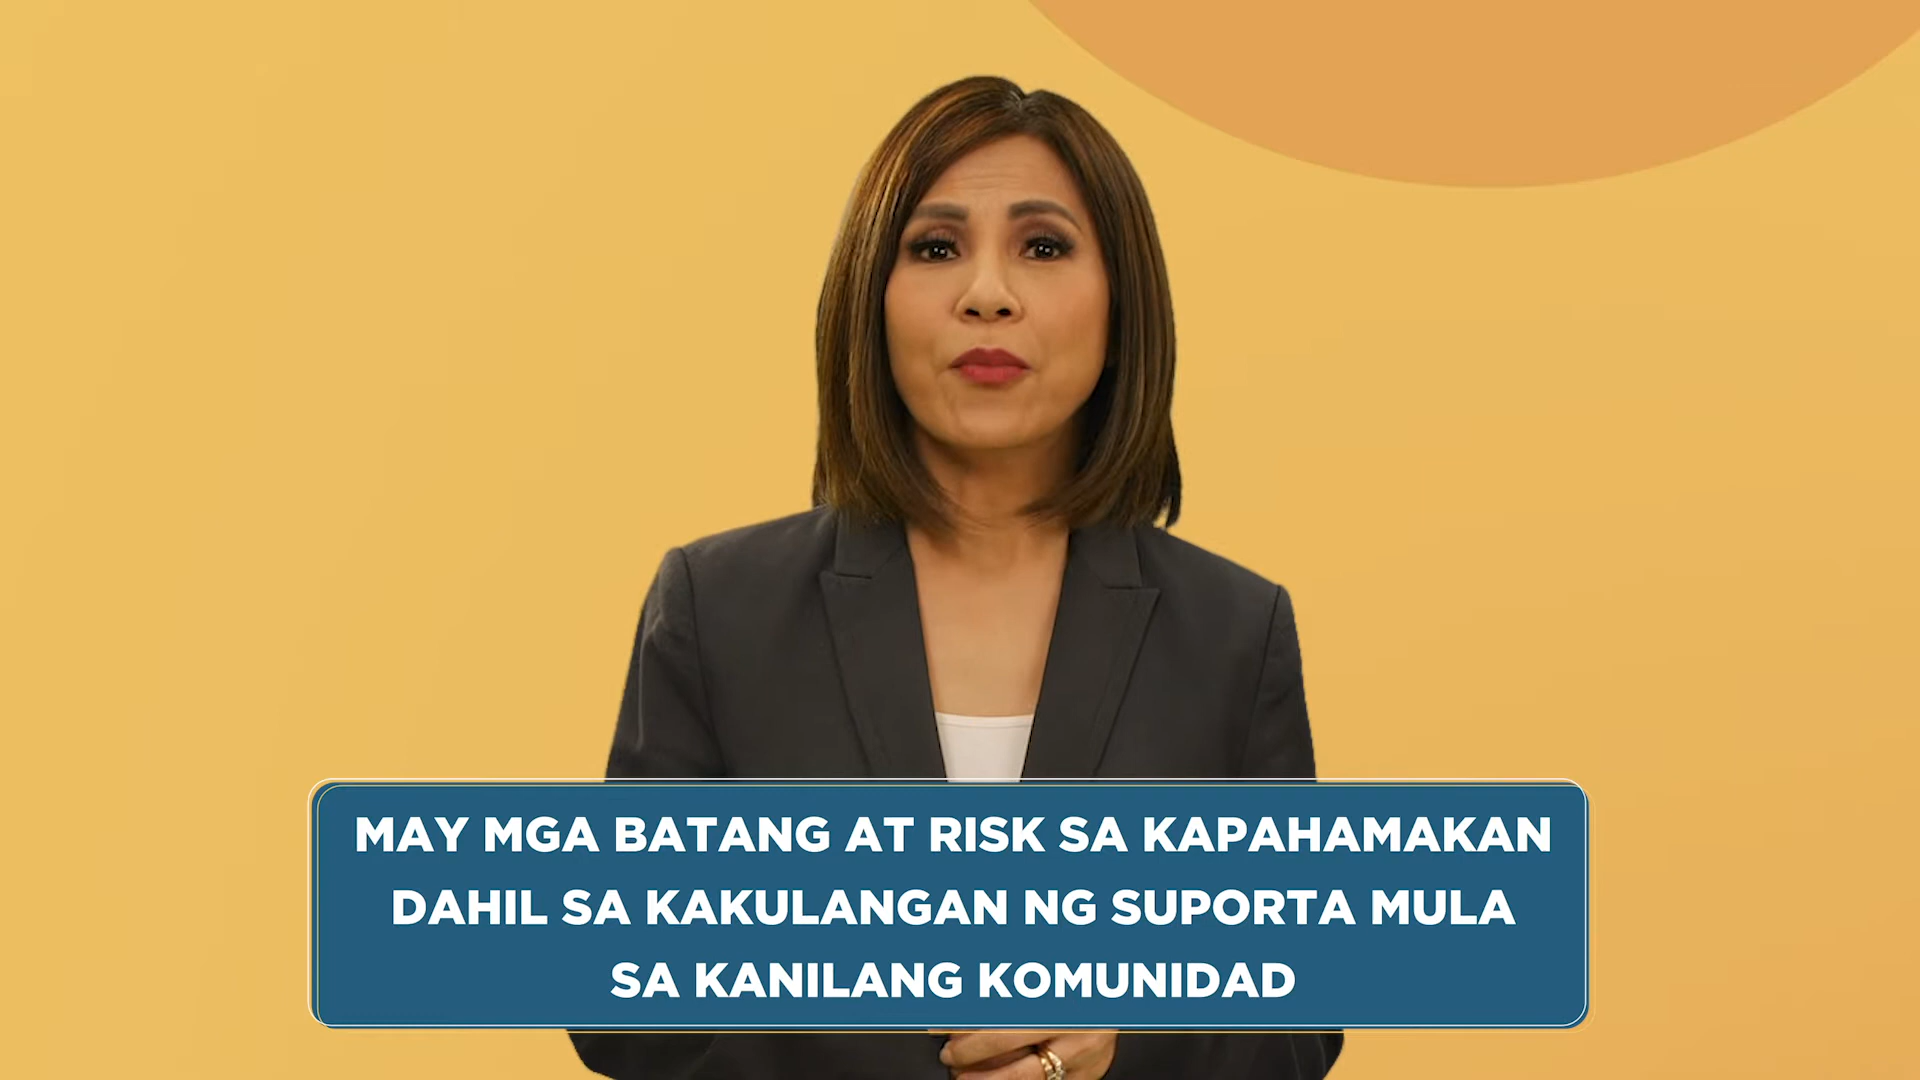 MAY MGA BATANG AT RISK SA KAPAHAMAKAN
DAHIL SA KAKULANGAN NG SUPORTA MULA
SA KANILANG KOMUNIDAD